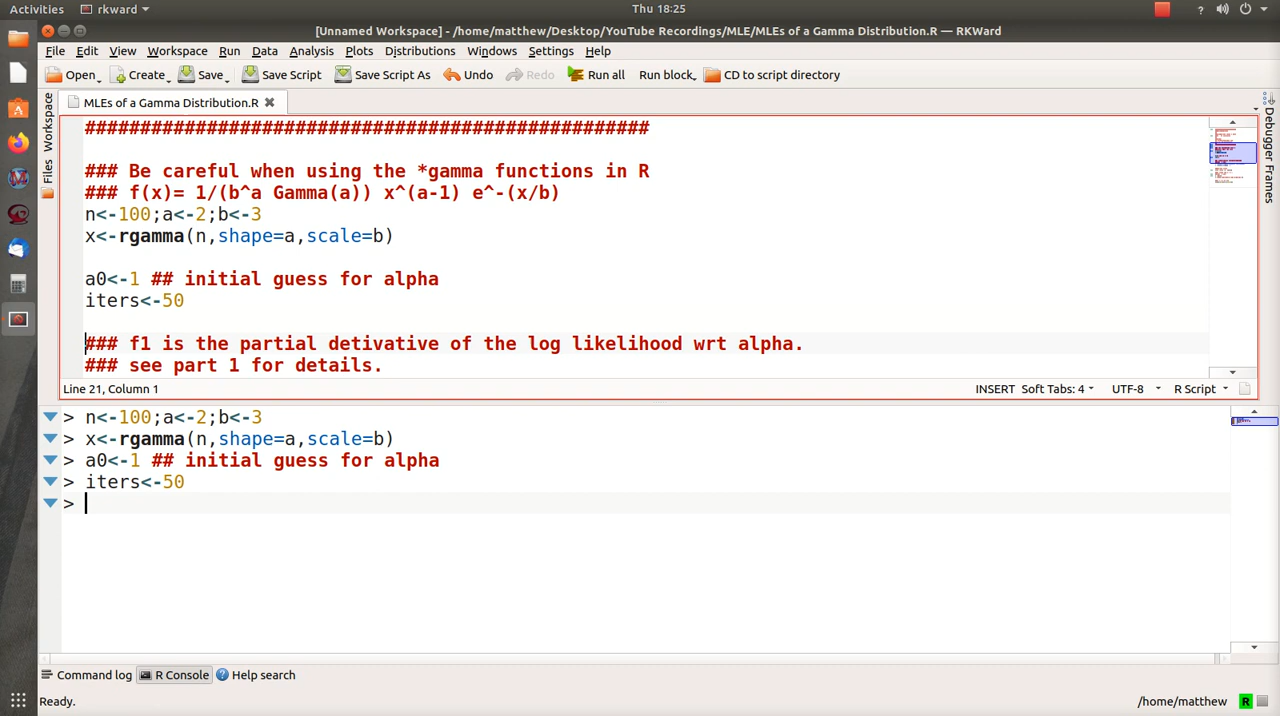 Activities rkward Thu 18:25
[Unnamed Workspace] - /home/matthew/Desktop/YouTube Recordings/MLE/MLEs of a Gamma Distribution.R — RKWard
File Edit View Workspace Run Data Analysis Plots Distributions Windows Settings Help
Open Create Save Save Script Save Script As Undo Redo Run all Run block CD to script directory
MLEs of a Gamma Distribution.R
Workspace
Files
Debugger
###################################################
### Be careful when using the *gamma functions in R
### f(x)= 1/(b^a Gamma(a)) x^(a-1) e^-(x/b)
n<-100;a<-2;b<-3
x<-rgamma(n,shape=a,scale=b)
a0<-1 ## initial guess for alpha
iters<-50
### f1 is the partial detivative of the log likelihood wrt alpha.
### see part 1 for details.
Line 21, Column 1 INSERT Soft Tabs: 4 UTF-8 R Script
> n<-100;a<-2;b<-3
> x<-rgamma(n,shape=a,scale=b)
> a0<-1 ## initial guess for alpha
> iters<-50
>
Command log R Console Help search
Ready. /home/matthew R